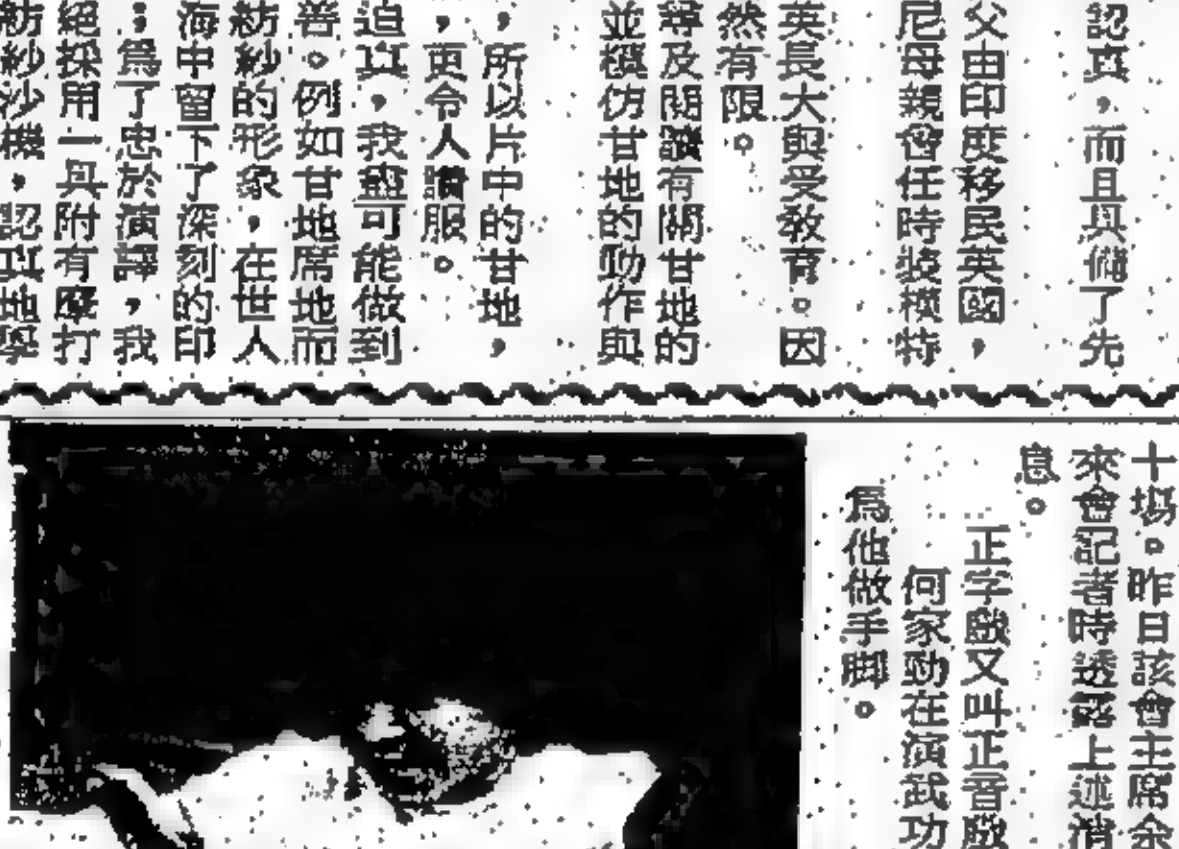 認真，而且具備了先
父由印度移民英國，
尼母親曾任時裝模特
英長大與受教育。因
然有限。
尋及閱讀有關甘地的
並模仿甘地的動作與
，所以片中的甘地，
，更令人讚服。
迫真，我盡可能做到
善。例如甘地席地而
紡紗的形象，在世人
海中留下了深刻的印
；爲了忠於演譯，我
絕採用一具附有摩打
紡紗沙機，認真地學
十場。昨日該會主席余
來會記者時透露上述消
息。
正字戲又叫正音戲
何家勁在演武功
爲他做手脚。